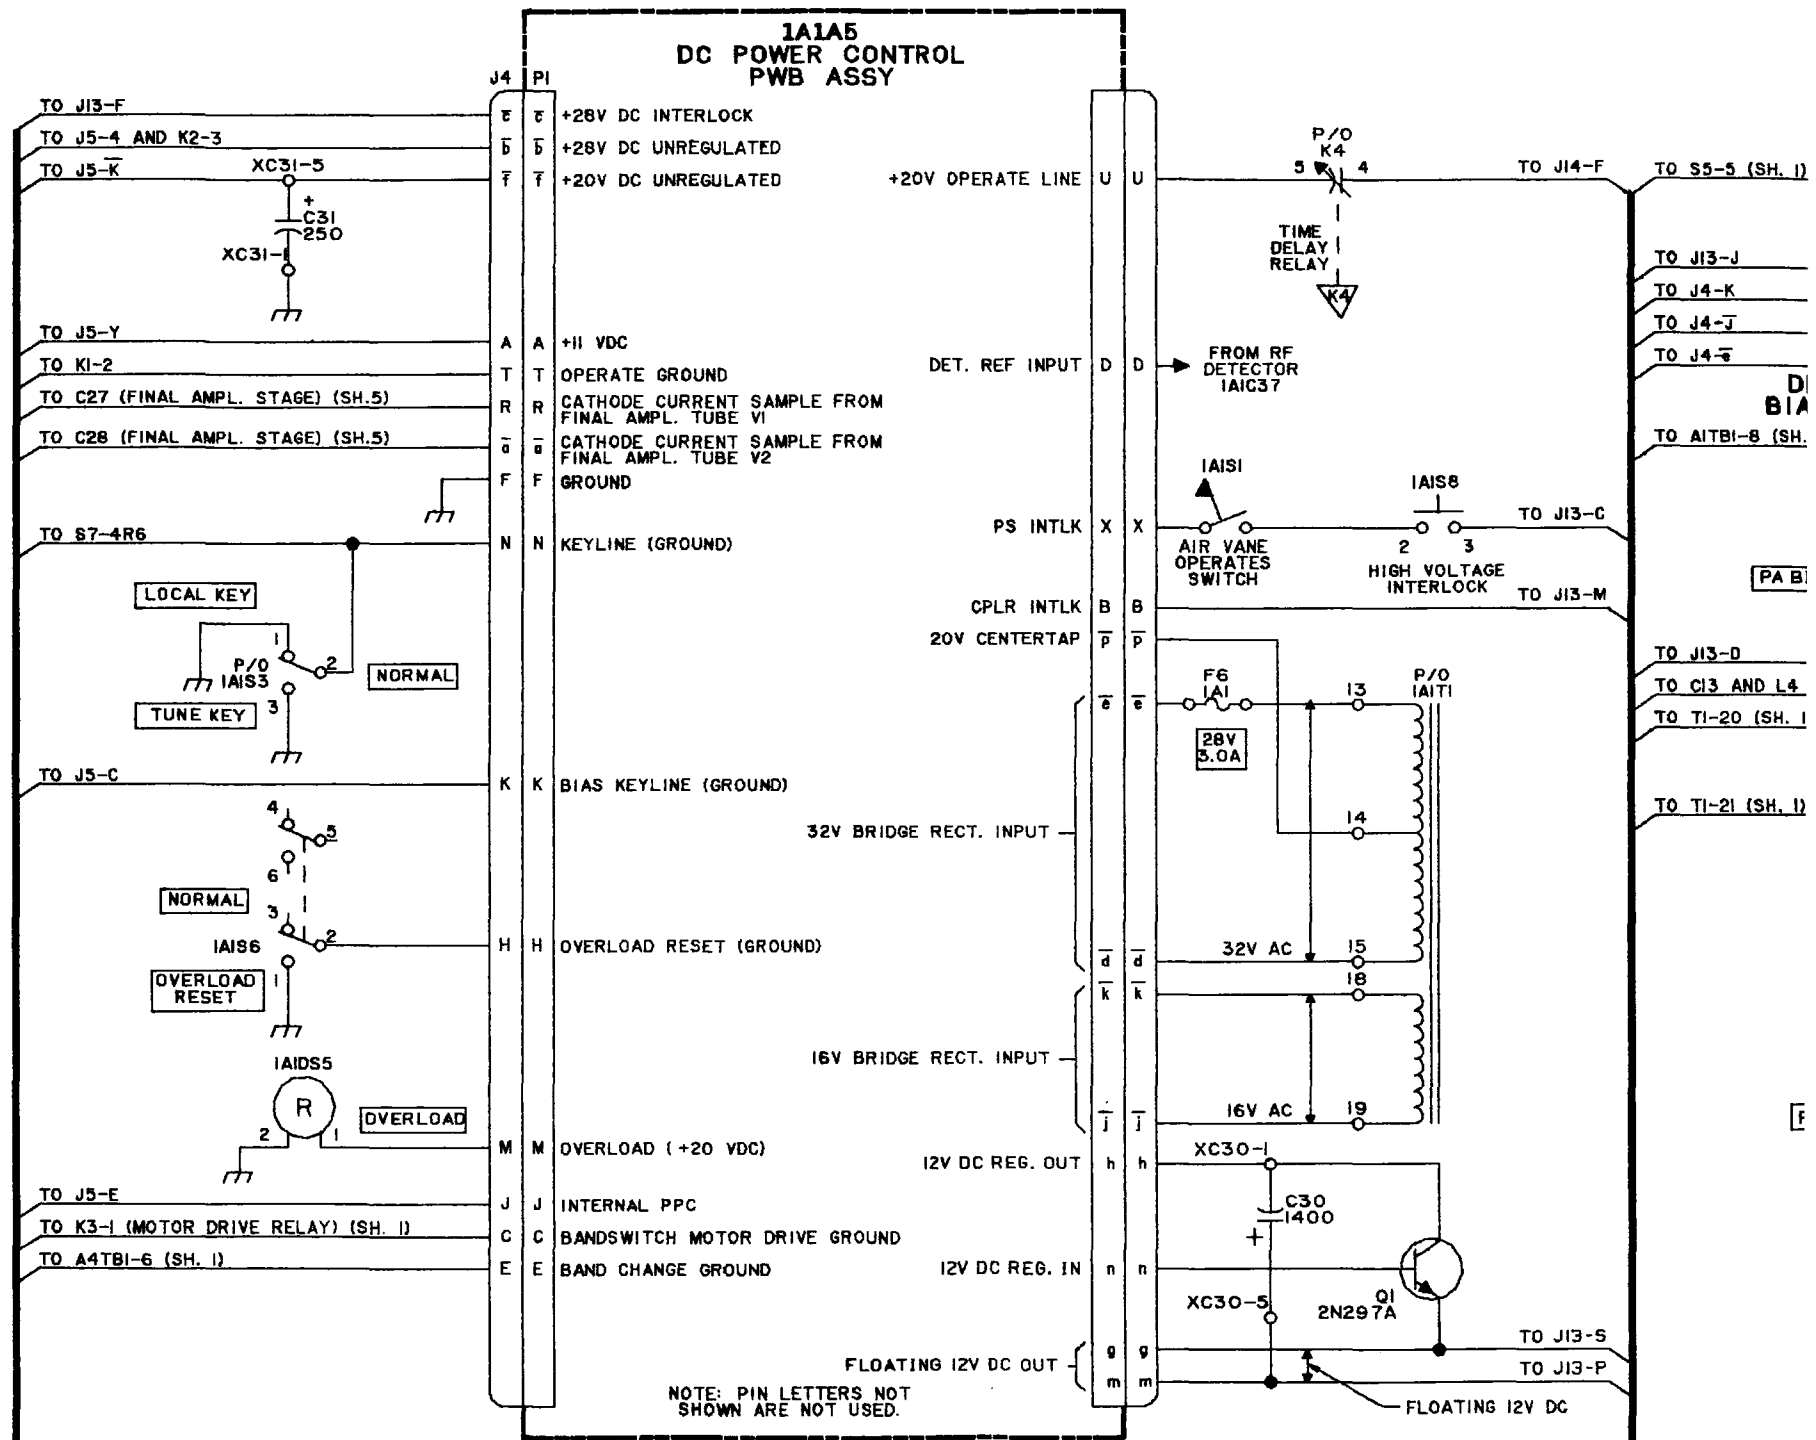 1A1A5
DC POWER CONTROL
PWB ASSY
J4 P1
TO J13-F
c̅ c̅ +28V DC INTERLOCK
TO J5-4 AND K2-3
b̅ b̅ +28V DC UNREGULATED
TO J5-K̅
XC31-5
f̅ f̅ +20V DC UNREGULATED
+
C31
250
XC31-1
TO J5-Y
A A +11 VDC
TO K1-2
T T OPERATE GROUND
TO C27 (FINAL AMPL. STAGE) (SH.5)
R R CATHODE CURRENT SAMPLE FROM
FINAL AMPL. TUBE V1
TO C28 (FINAL AMPL. STAGE) (SH.5)
a̅ a̅ CATHODE CURRENT SAMPLE FROM
FINAL AMPL. TUBE V2
F F GROUND
TO S7-4R6
N N KEYLINE (GROUND)
LOCAL KEY
1
P/O
1A1S3
2
NORMAL
3
TUNE KEY
TO J5-C
K K BIAS KEYLINE (GROUND)
4
5
6
NORMAL
3
1A1S6
2
H H OVERLOAD RESET (GROUND)
OVERLOAD
RESET
1
1A1DS5
R
OVERLOAD
2 1
M M OVERLOAD (+20 VDC)
TO J5-E
J J INTERNAL PPC
TO K3-1 (MOTOR DRIVE RELAY) (SH. 1)
C C BANDSWITCH MOTOR DRIVE GROUND
TO A4TB1-6 (SH. 1)
E E BAND CHANGE GROUND
NOTE: PIN LETTERS NOT
SHOWN ARE NOT USED.
+20V OPERATE LINE U U
P/O
K4
5 4
TO J14-F
TIME
DELAY
RELAY
K4
DET. REF INPUT D D
FROM RF
DETECTOR
1A1C37
1A1S1
1A1S8
PS INTLK X X
TO J13-C
AIR VANE
OPERATES
SWITCH
2 3
HIGH VOLTAGE
INTERLOCK
CPLR INTLK B B
TO J13-M
20V CENTERTAP p̅ p̅
F6
1A1
13
P/O
1A1T1
e̅ e̅
28V
3.0A
14
32V BRIDGE RECT. INPUT
d̅ d̅
32V AC
15
18
k̅ k̅
16V BRIDGE RECT. INPUT
j̅ j̅
16V AC
19
12V DC REG. OUT h h
XC30-1
C30
1400
+
12V DC REG. IN n n
Q1
2N297A
XC30-5
FLOATING 12V DC OUT
g g
TO J13-S
m m
TO J13-P
FLOATING 12V DC
TO S5-5 (SH. 1)
TO J13-J
TO J4-K
TO J4-J̅
TO J4-e̅
BIA
TO A1TB1-8 (SH.
PA
TO J13-D
TO C13 AND L4
TO T1-20 (SH. 1
TO T1-21 (SH. 1)